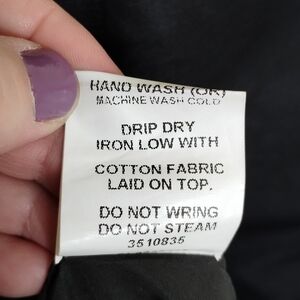 HAND WASH (OR)
MACHINE WASH COLD
DRIP DRY
IRON LOW WITH
COTTON FABRIC
LAID ON TOP.
DO NOT WRING
DO NOT STEAM
3510835